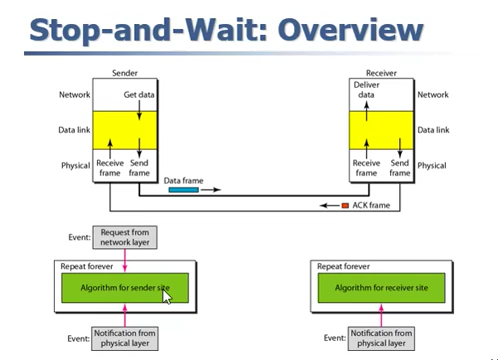 Stop-and-Wait: Overview
Sender
Receiver
Network
Get data
Deliver
data
Network
Data link
Data link
Physical
Receive
frame
Send
frame
Receive
frame
Send
frame
Physical
Data frame
ACK frame
Event:
Request from
network layer
Repeat forever
Algorithm for sender site
Repeat forever
Algorithm for receiver site
Event:
Notification from
physical layer
Event:
Notification from
physical layer